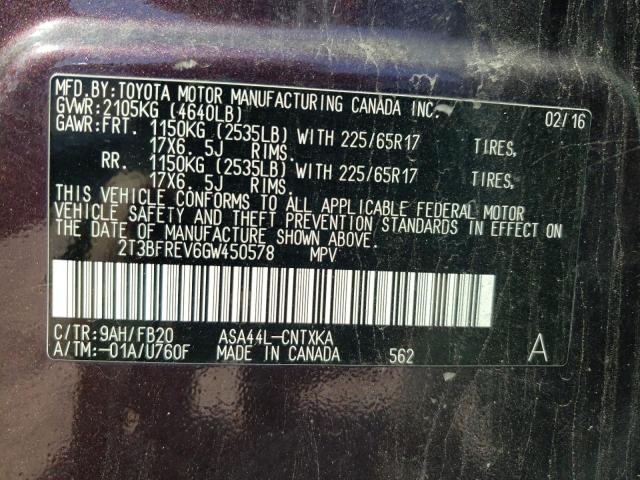 MFD.BY:TOYOTA MOTOR MANUFACTURING CANADA INC. 02/16
GVWR:2105KG (4640LB)
GAWR:FRT. 1150KG (2535LB) WITH 225/65R17 TIRES,
17X6. 5J RIMS.
RR. 1150KG (2535LB) WITH 225/65R17 TIRES,
17X6. 5J RIMS.
THIS VEHICLE CONFORMS TO ALL APPLICABLE FEDERAL MOTOR
VEHICLE SAFETY AND THEFT PREVENTION STANDARDS IN EFFECT ON
THE DATE OF MANUFACTURE SHOWN ABOVE.
2T3BFREV6GW450578 MPV
C/TR:9AH/FB20 ASA44L-CNTXKA
A/TM:-01A/U760F MADE IN CANADA 562 A